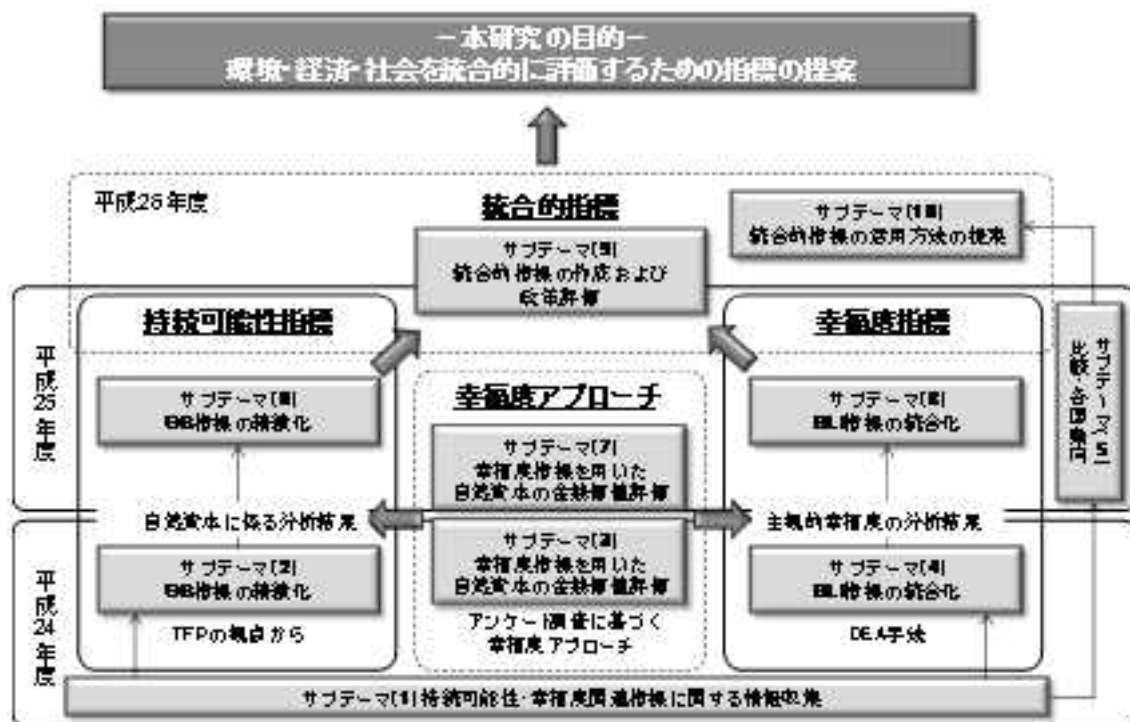 －本研究の目的－
環境・経済・社会を統合的に評価するための指標の提案
平成26年度
統合的指標
サブテーマ(9)
統合的指標の作成および
政策評価
サブテーマ(10)
統合的指標の活用方法の提案
平成25年度
持続可能性指標
サブテーマ
指標の精緻化
幸福度アプローチ
サブテーマ(7)
幸福度指標を用いた
自然資本の金銭価値評価
幸福度指標
サブテーマ
BLI指標の統合化
サブテーマ(5)
自然資本に係る分析結果
主観的幸福度の分析結果
平成24年度
サブテーマ(2)
指標の精緻化
TFPの観点から
サブテーマ(3)
幸福度指標を用いた
自然資本の金銭価値評価
アンケート調査に基づく
幸福度アプローチ
サブテーマ(4)
BLI指標の統合化
DEA手法
サブテーマ(1)持続可能性・幸福度関連指標に関する情報収集